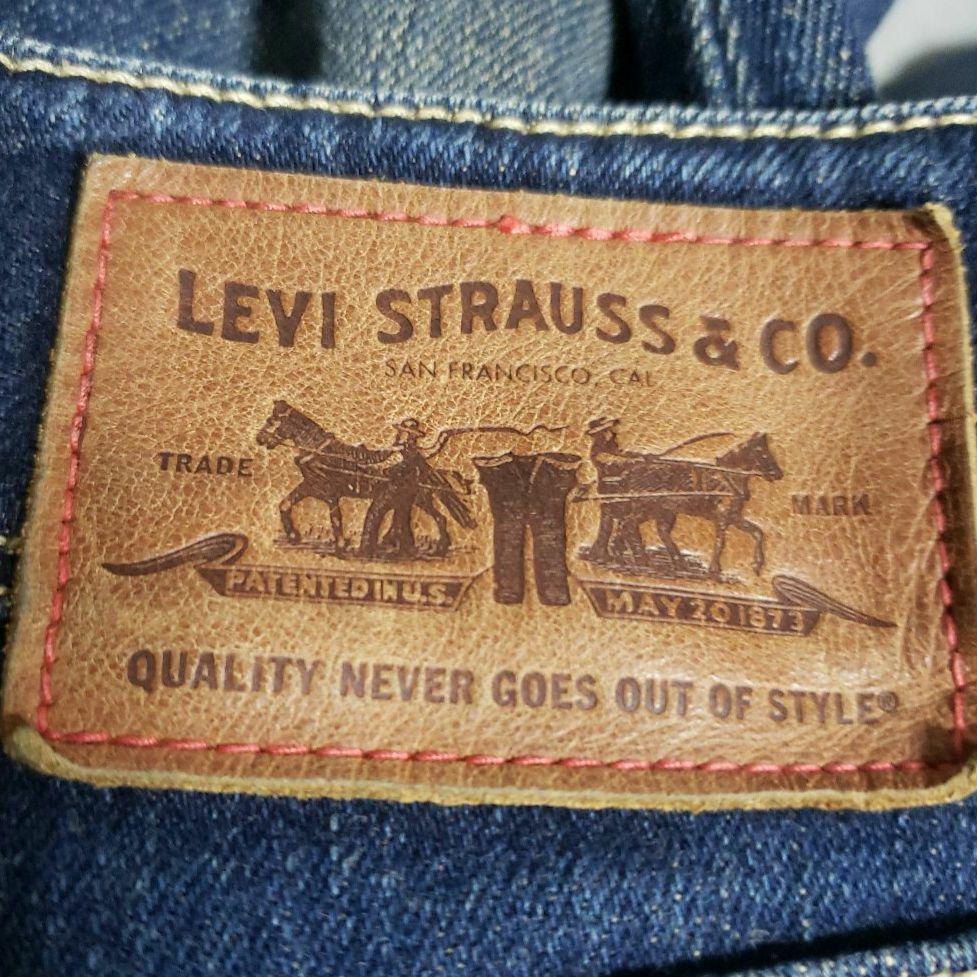 LEVI STRAUSS & CO.
SAN FRANCISCO, CAL
TRADE MARK
PATENTED IN U.S. MAY 20 1873
QUALITY NEVER GOES OUT OF STYLE®